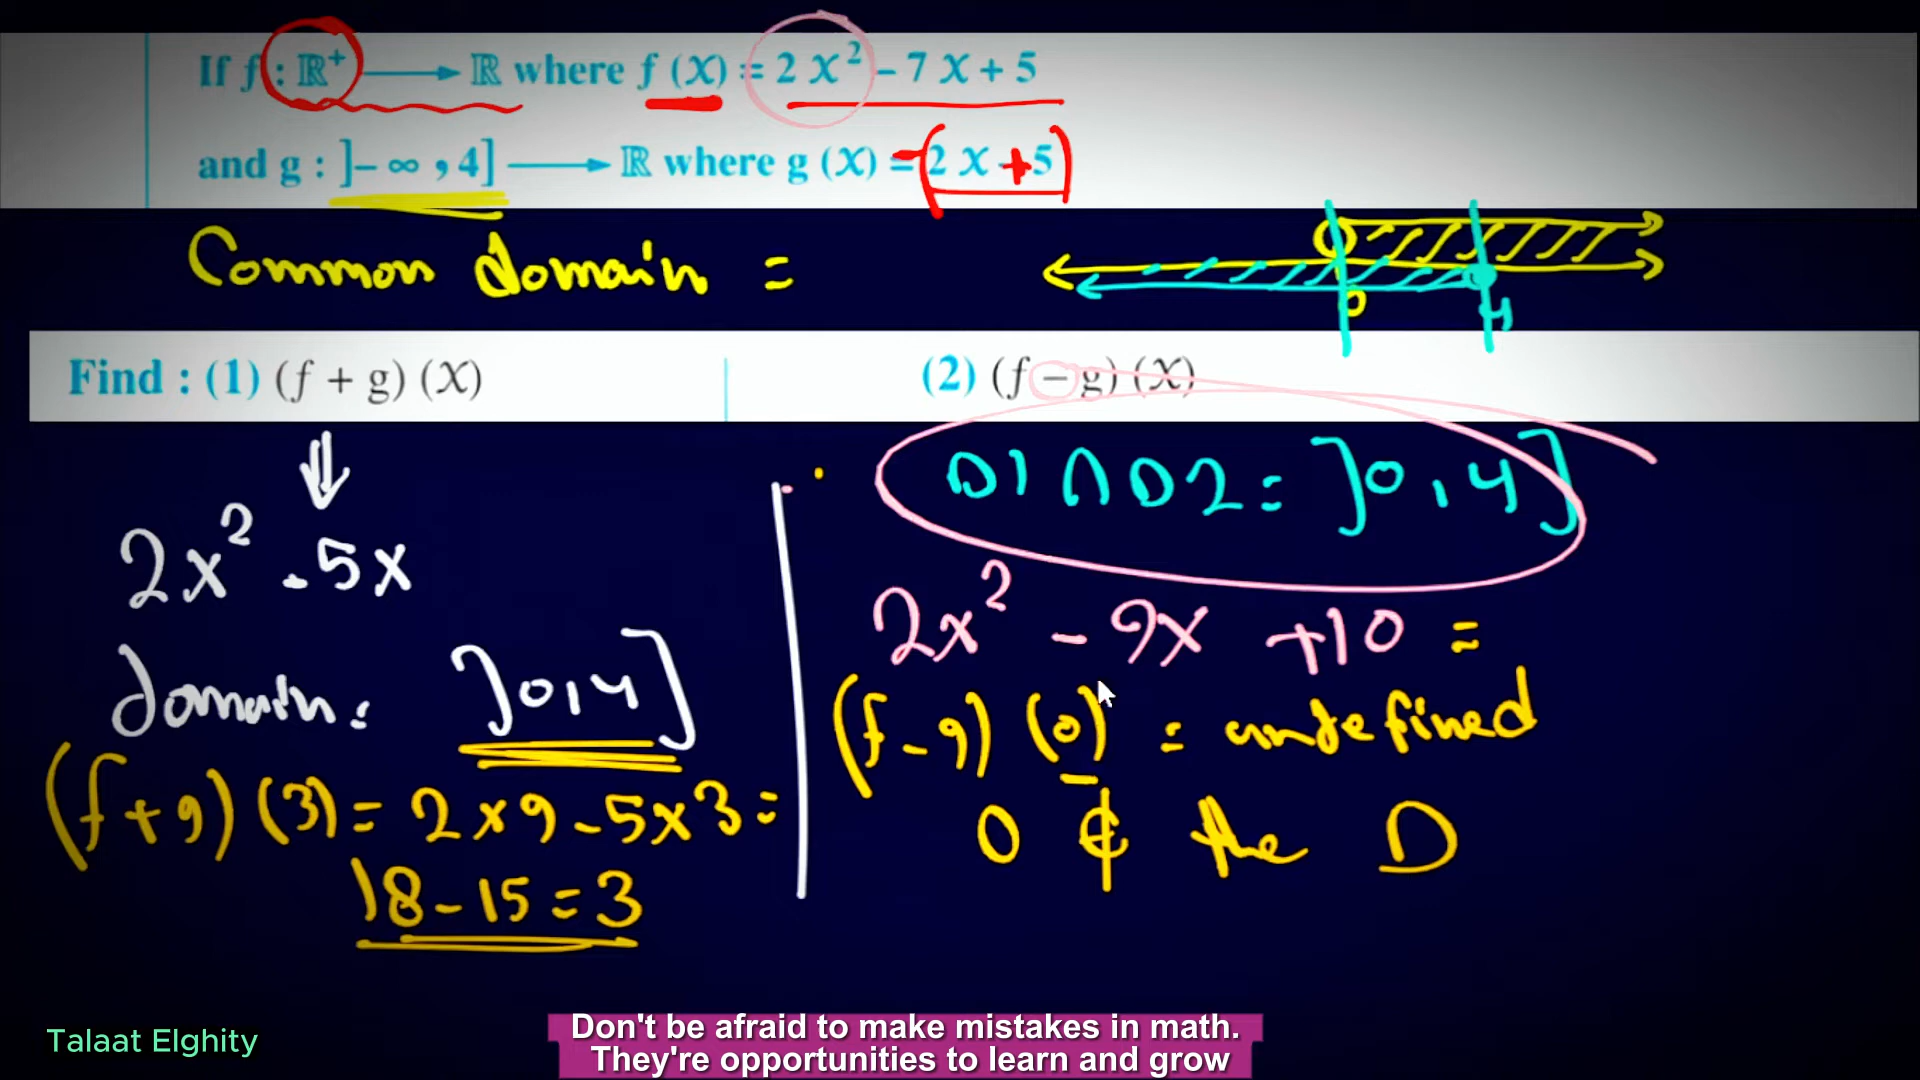 If f : ℝ⁺ ⟶ ℝ where f (X) = 2 X² – 7 X + 5
and g : ]– ∞ , 4] ⟶ ℝ where g (X) = –(2 X + 5)
Common domain =
0 4
Find : (1) (f + g) (X)
(2) (f – g) (X)
⇓
2x² - 5x
domain = ]0,4]
(f + g) (3) = 2 × 9 - 5 × 3 =
18 - 15 = 3
D1 ∩ D2 = ]0,4]
2x² - 9x + 10 =
(f - g) (0) = undefined
0 ∉ the D
Talaat Elghity
Don't be afraid to make mistakes in math.
They're opportunities to learn and grow